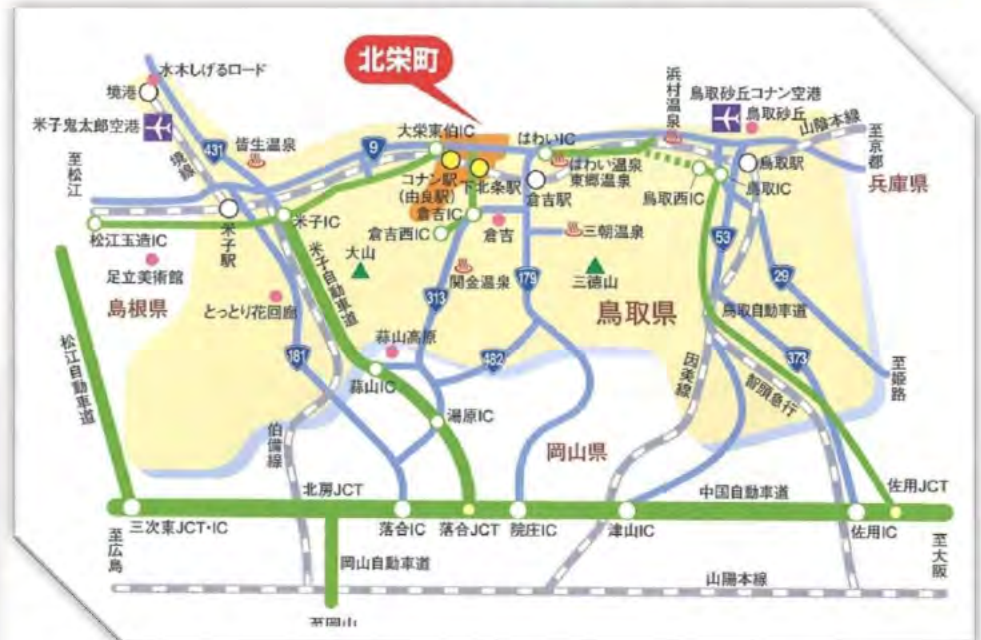 北栄町
水木しげるロード
境港
米子鬼太郎空港
431
皆生温泉
9
大栄東伯IC
はわいIC
浜村温泉
鳥取砂丘コナン空港
鳥取砂丘
山陰本線
至京都
兵庫県
至松江
境線
コナン駅
(由良駅)
下北条駅
はわい温泉
東郷温泉
倉吉駅
鳥取駅
鳥取西IC
鳥取IC
松江玉造IC
米子駅
米子IC
倉吉IC
倉吉西IC
倉吉
三朝温泉
53
29
足立美術館
島根県
とっとり花回廊
米子自動車道
大山
関金温泉
313
179
三徳山
鳥取県
鳥取自動車道
松江自動車道
181
蒜山高原
482
因美線
373
智頭急行
至姫路
蒜山IC
湯原IC
伯備線
岡山県
北房JCT
中国自動車道
佐用JCT
三次東JCT・IC
落合IC
落合JCT
院庄IC
津山IC
佐用IC
至広島
至大阪
岡山自動車道
山陽本線
至岡山